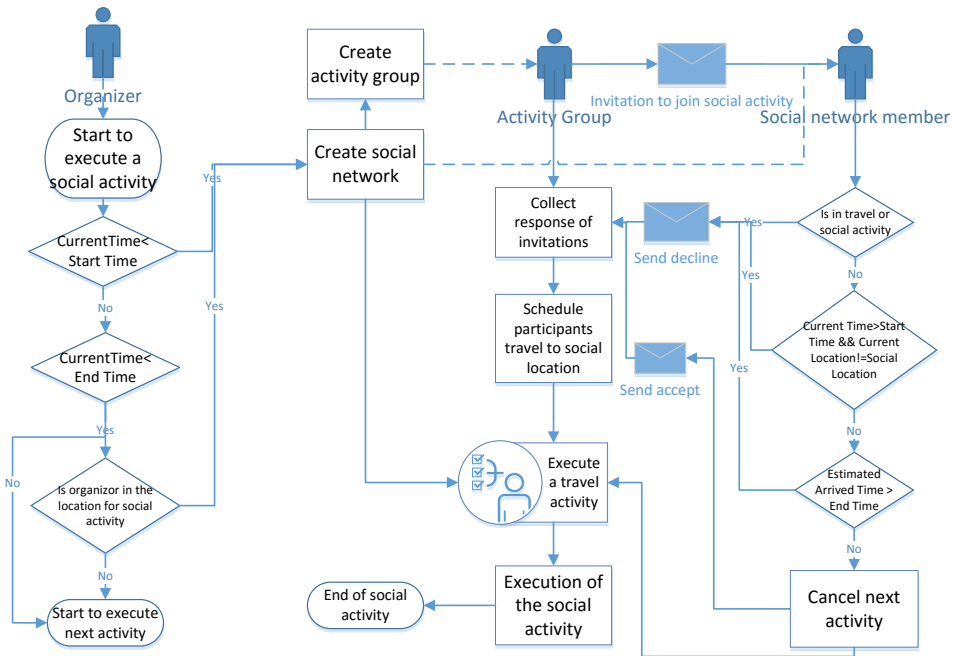 Organizer
Start to
execute a
social activity
CurrentTime<
Start Time
Yes
No
CurrentTime<
End Time
Yes
Yes
No
Is organizor in the
location for social
activity
No
Start to execute
next activity
Create
activity group
Create social
network
Activity Group
Invitation to join social activity
Social network member
Collect
response of
invitations
Send decline
Yes
Is in travel or
social activity
No
Schedule
participants
travel to social
location
Send accept
Yes
Yes
Current Time>Start
Time && Current
Location!=Social
Location
No
Execute
a travel
activity
Estimated
Arrived Time >
End Time
No
Execution of
the social
activity
End of social
activity
Cancel next
activity